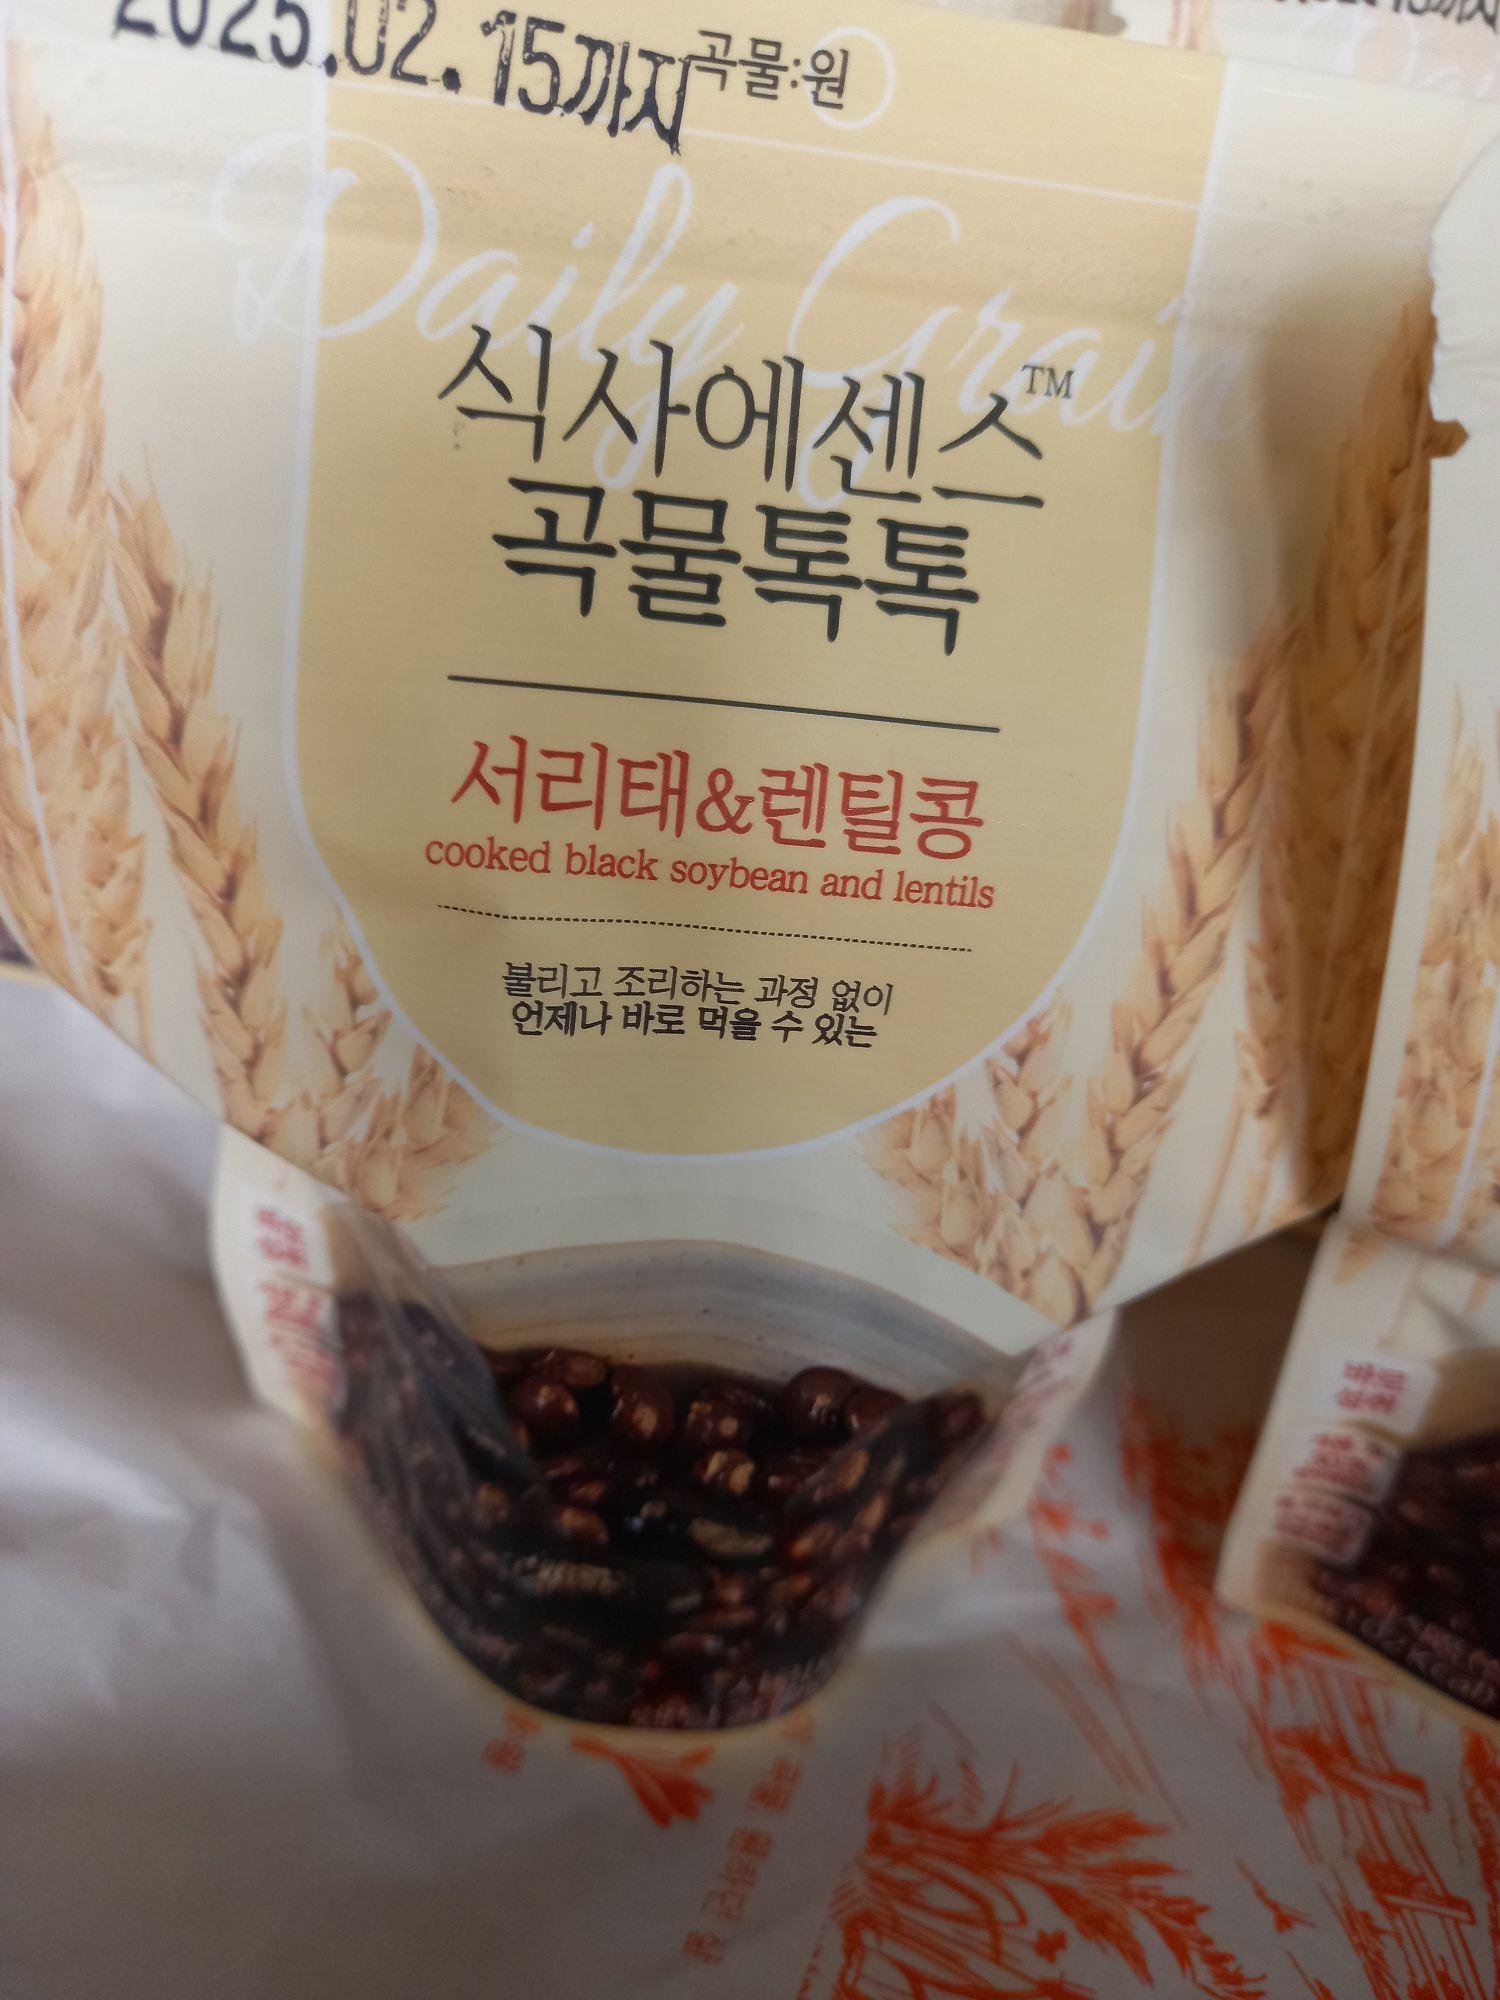 2025.02.15까지
곡물:원
Daily Grain
식사에센스™
곡물톡톡
서리태&렌틸콩
cooked black soybean and lentils
불리고 조리하는 과정 없이
언제나 바로 먹을 수 있는